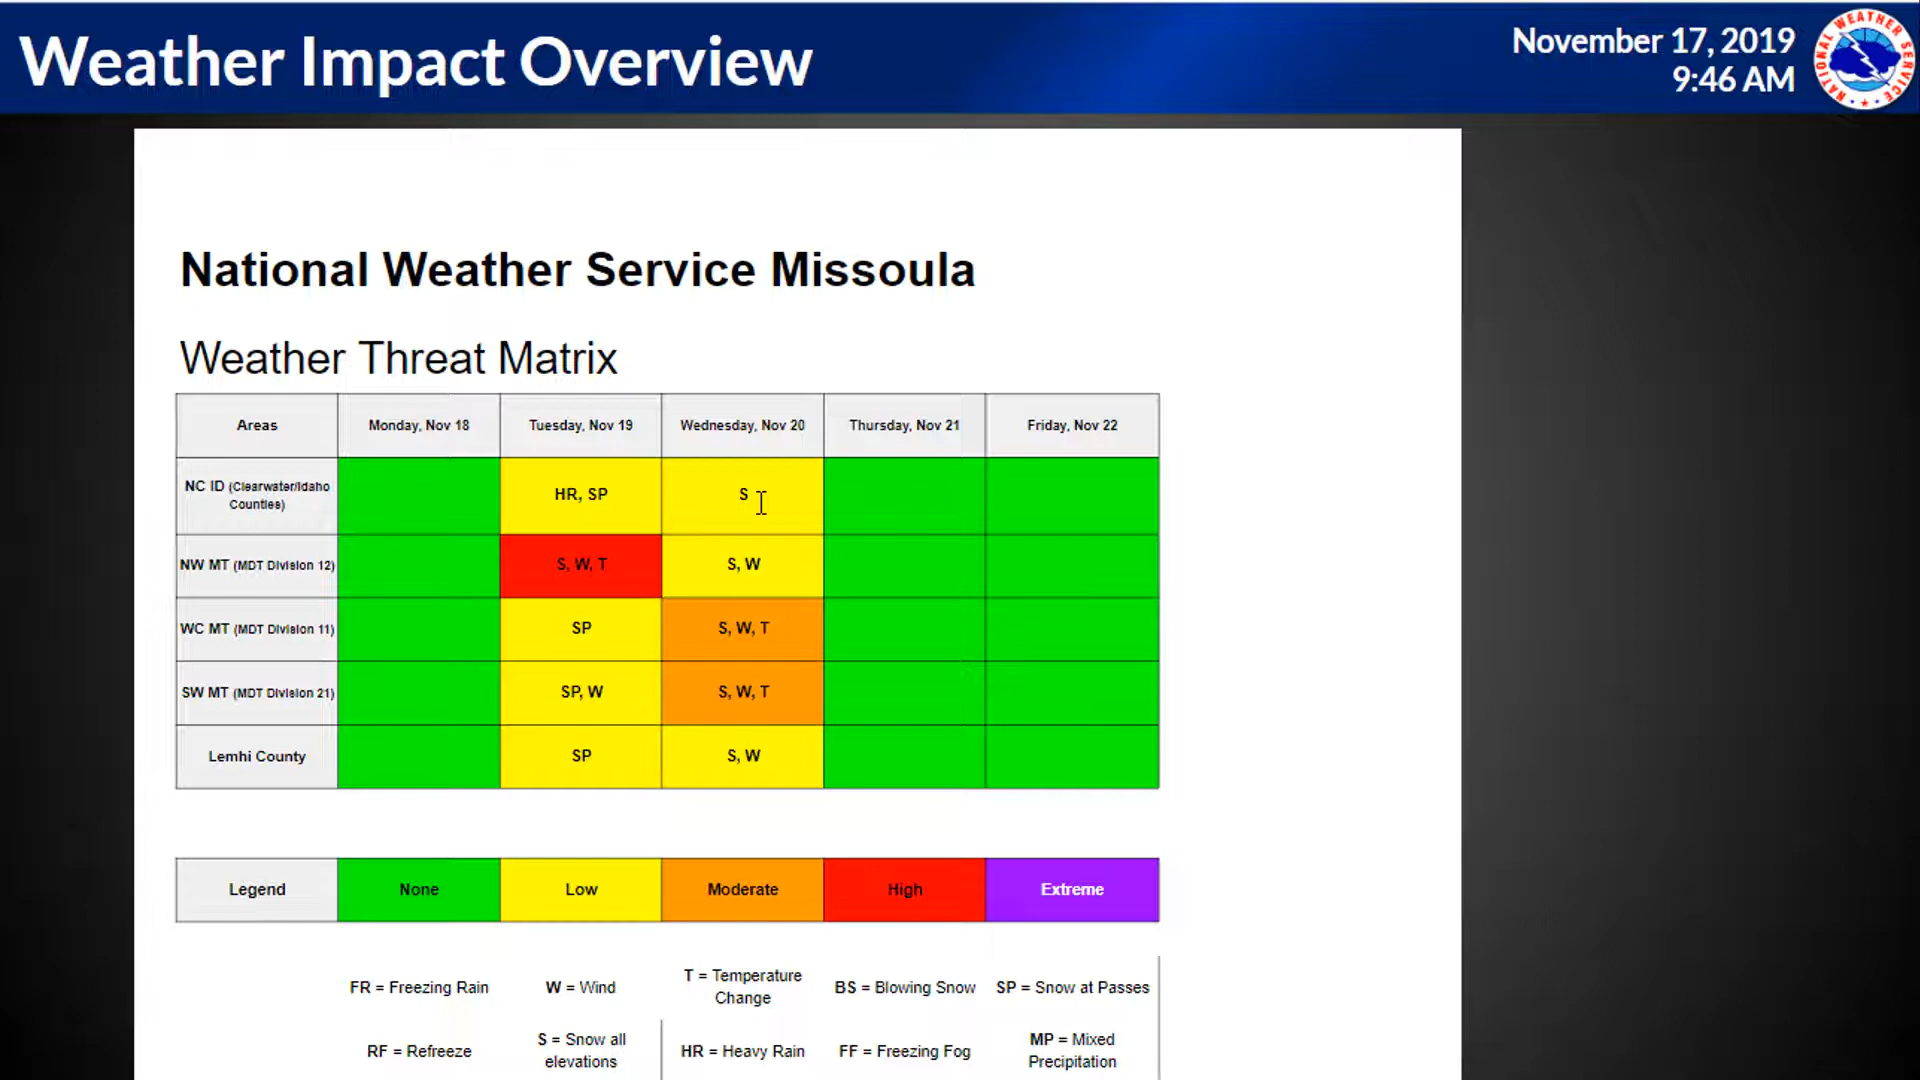 Weather Impact Overview
November 17, 2019
9:46 AM
NATIONAL WEATHER SERVICE
National Weather Service Missoula
Weather Threat Matrix
Areas Monday, Nov 18 Tuesday, Nov 19 Wednesday, Nov 20 Thursday, Nov 21 Friday, Nov 22
NC ID (Clearwater/Idaho
Counties) HR, SP S
NW MT (MDT Division 12) S, W, T S, W
WC MT (MDT Division 11) SP S, W, T
SW MT (MDT Division 21) SP, W S, W, T
Lemhi County SP S, W
Legend None Low Moderate High Extreme
FR = Freezing Rain W = Wind T = Temperature
Change BS = Blowing Snow SP = Snow at Passes
RF = Refreeze S = Snow all
elevations HR = Heavy Rain FF = Freezing Fog MP = Mixed
Precipitation